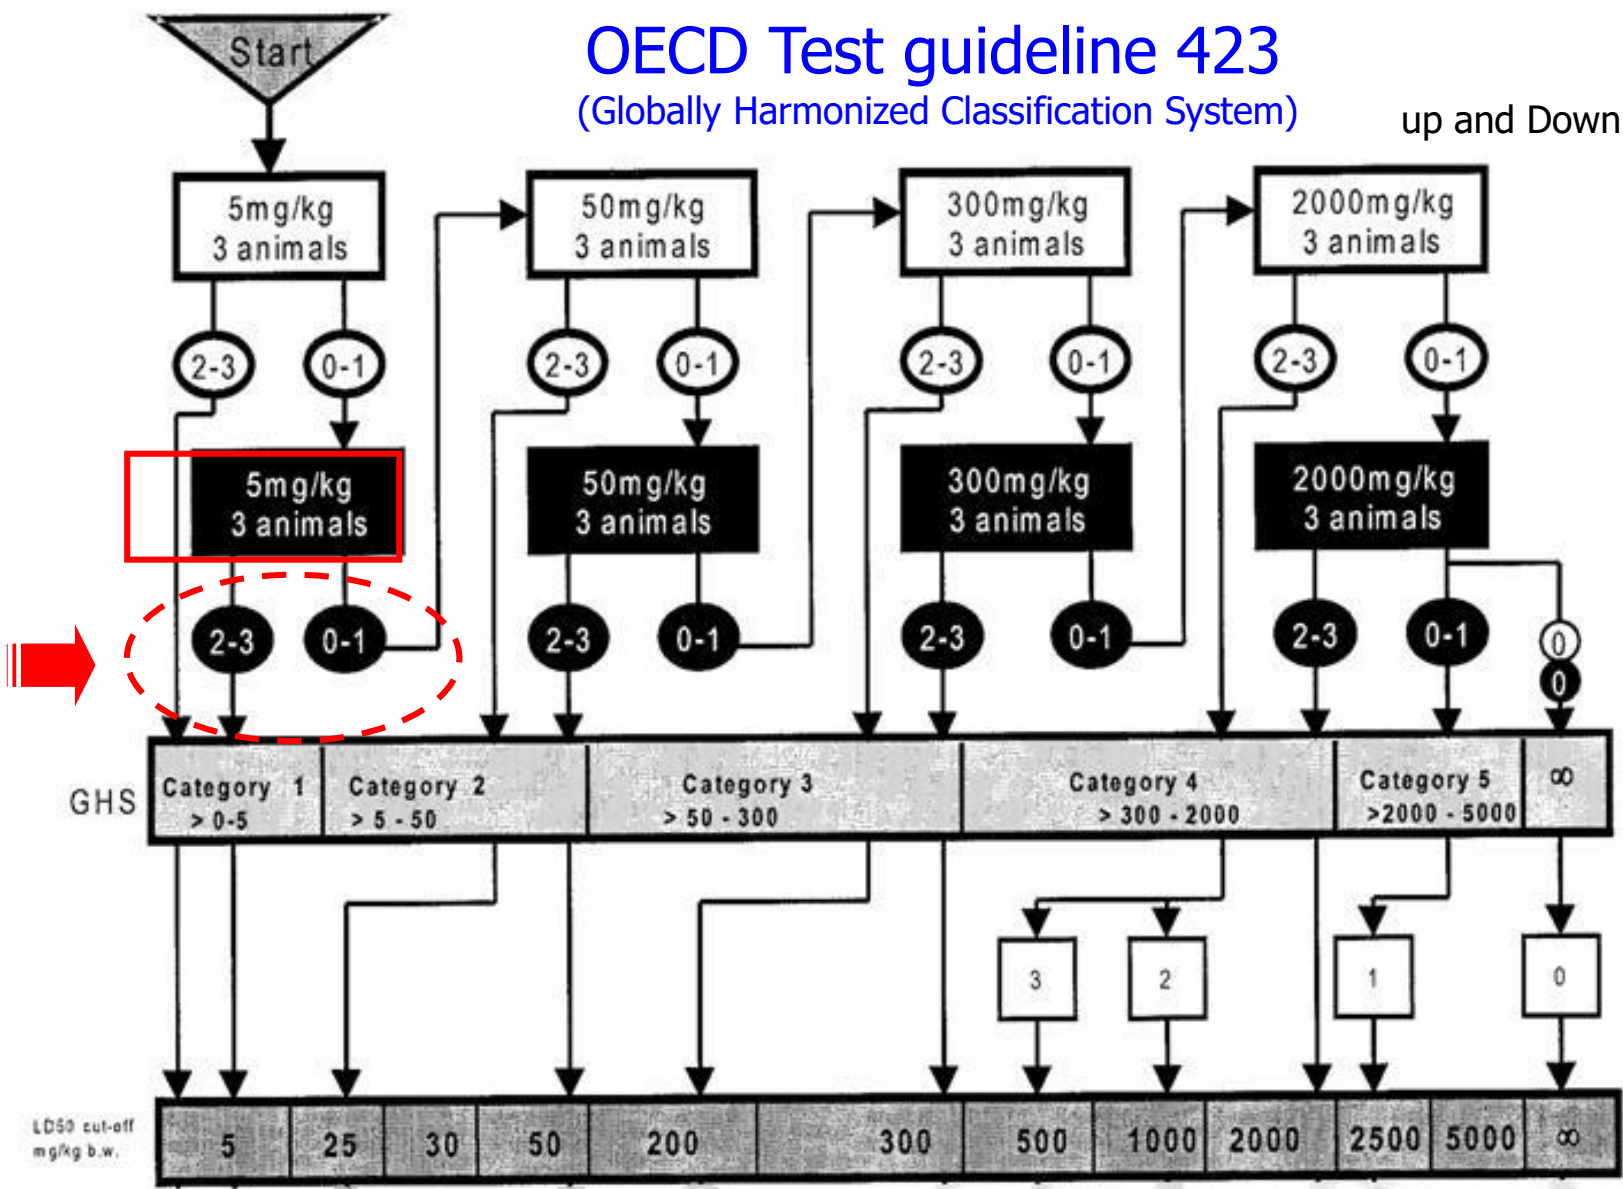 OECD Test guideline 423
(Globally Harmonized Classification System)
up and Down
Start
5mg/kg
3 animals
50mg/kg
3 animals
300mg/kg
3 animals
2000mg/kg
3 animals
2-3
0-1
2-3
0-1
2-3
0-1
2-3
0-1
5mg/kg
3 animals
50mg/kg
3 animals
300mg/kg
3 animals
2000mg/kg
3 animals
2-3
0-1
2-3
0-1
2-3
0-1
2-3
0-1
0
0
GHS
Category 1
> 0-5
Category 2
> 5 - 50
Category 3
> 50 - 300
Category 4
> 300 - 2000
Category 5
>2000 - 5000
∞
3
2
1
0
LD50 cut-off
mg/kg b.w.
5 25 30 50 200 300 500 1000 2000 2500 5000 ∞